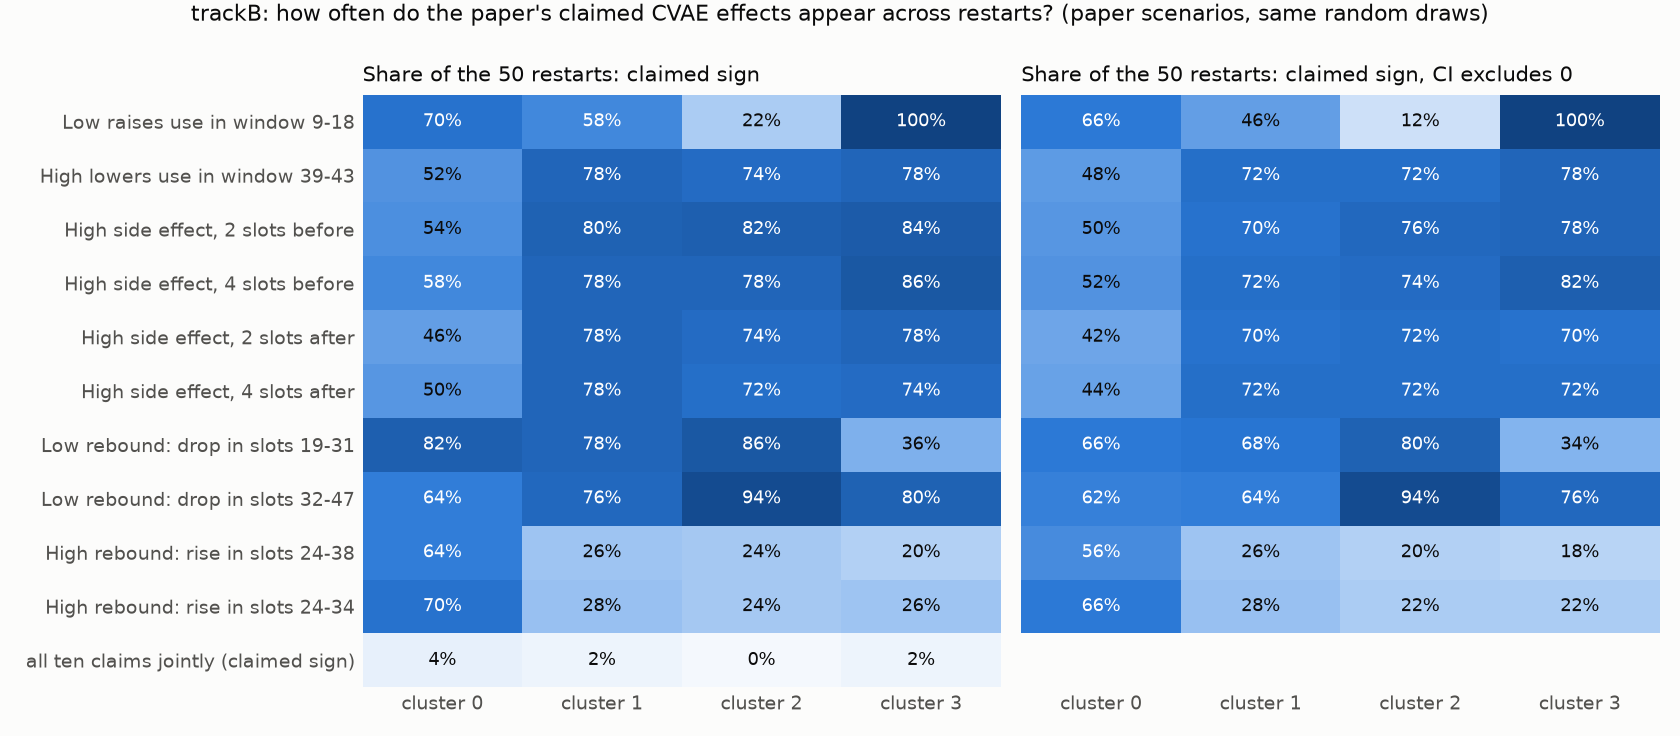 trackB: how often do the paper's claimed CVAE effects appear across restarts? (paper scenarios, same random draws)
Share of the 50 restarts: claimed sign
Share of the 50 restarts: claimed sign, CI excludes 0
Low raises use in window 9-18 70% 58% 22% 100% 66% 46% 12% 100%
High lowers use in window 39-43 52% 78% 74% 78% 48% 72% 72% 78%
High side effect, 2 slots before 54% 80% 82% 84% 50% 70% 76% 78%
High side effect, 4 slots before 58% 78% 78% 86% 52% 72% 74% 82%
High side effect, 2 slots after 46% 78% 74% 78% 42% 70% 72% 70%
High side effect, 4 slots after 50% 78% 72% 74% 44% 72% 72% 72%
Low rebound: drop in slots 19-31 82% 78% 86% 36% 66% 68% 80% 34%
Low rebound: drop in slots 32-47 64% 76% 94% 80% 62% 64% 94% 76%
High rebound: rise in slots 24-38 64% 26% 24% 20% 56% 26% 20% 18%
High rebound: rise in slots 24-34 70% 28% 24% 26% 66% 28% 22% 22%
all ten claims jointly (claimed sign) 4% 2% 0% 2%
cluster 0 cluster 1 cluster 2 cluster 3 cluster 0 cluster 1 cluster 2 cluster 3